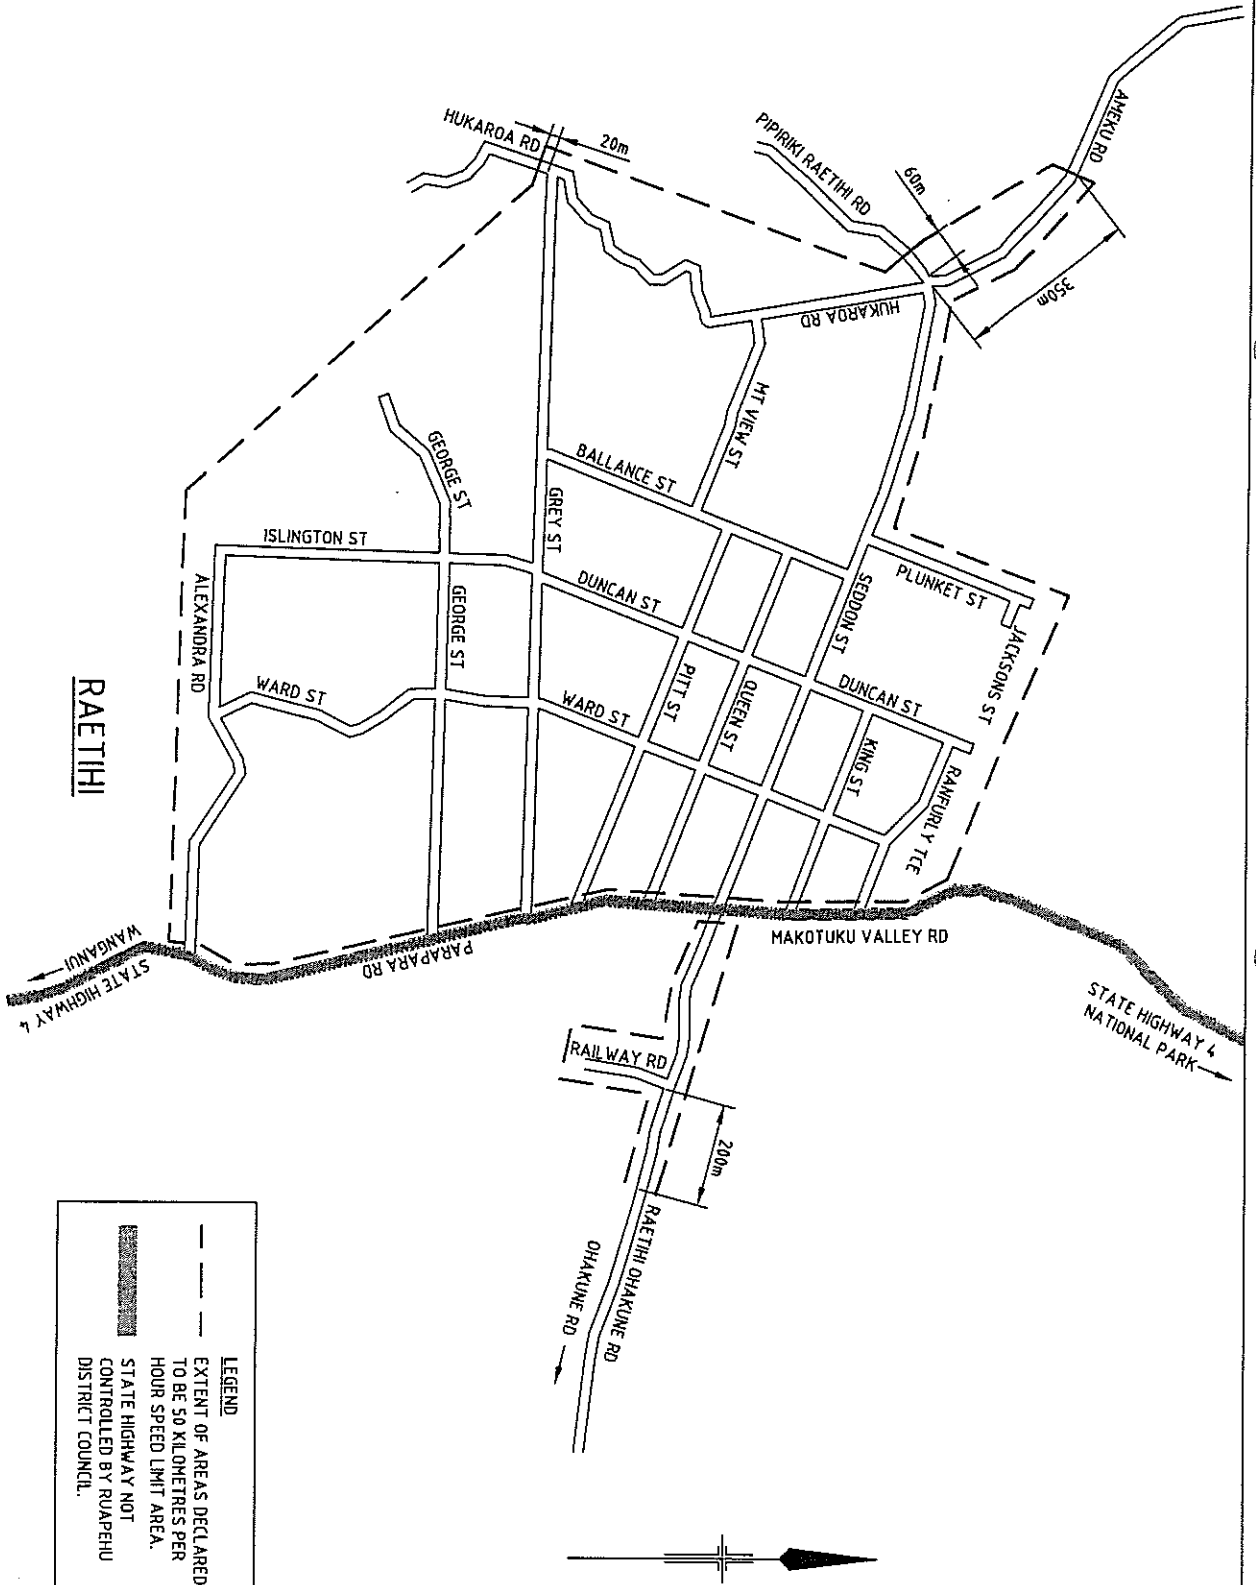 AMEKU RD
HUKAROA RD
20m
PIPIRIKI RAETIHI RD
60m
350m
HUKAROA RD
MT VIEW ST
GEORGE ST
BALLANCE ST
GREY ST
ISLINGTON ST
PLUNKET ST
SEDDON ST
DUNCAN ST
JACKSONS ST
ALEXANDRA RD
GEORGE ST
WARD ST
WARD ST
PITT ST
QUEEN ST
DUNCAN ST
KING ST
RANFURLY TCE
RAETIHI
MAKOTUKU VALLEY RD
PARAPARA RD
WANGANUI
STATE HIGHWAY 4
STATE HIGHWAY 4
NATIONAL PARK
RAILWAY RD
200m
RAETIHI OHAKUNE RD
OHAKUNE RD
LEGEND
EXTENT OF AREAS DECLARED
TO BE 50 KILOMETRES PER
HOUR SPEED LIMIT AREA.
STATE HIGHWAY NOT
CONTROLLED BY RUAPEHU
DISTRICT COUNCIL.